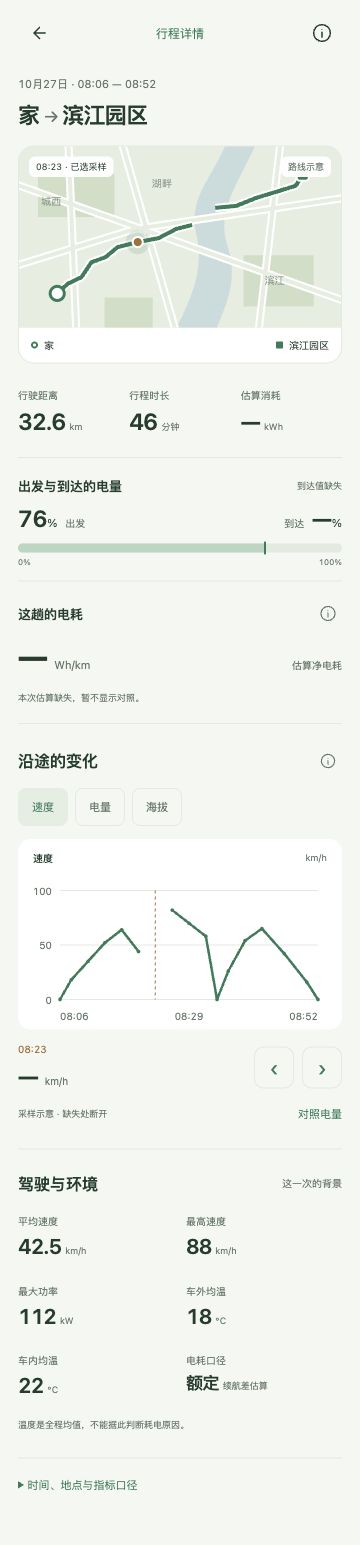 行程详情
10月27日 · 08:06 — 08:52
家 → 滨江园区
08:23 · 已选采样
路线示意
湖畔
城西
滨江
家
滨江园区
行驶距离 行程时长 估算消耗
32.6 km 46 分钟 — kWh
出发与到达的电量 到达值缺失
76% 出发 到达 —%
0% 100%
这趟的电耗
— Wh/km 估算净电耗
本次估算缺失，暂不显示对照。
沿途的变化
速度 电量 海拔
速度 km/h
100
50
0
08:06 08:29 08:52
08:23
— km/h ‹ ›
采样示意 · 缺失处断开 对照电量
驾驶与环境 这一次的背景
平均速度 最高速度
42.5 km/h 88 km/h
最大功率 车外均温
112 kW 18 °C
车内均温 电耗口径
22 °C 额定 续航差估算
温度是全程均值，不能据此判断耗电原因。
时间、地点与指标口径